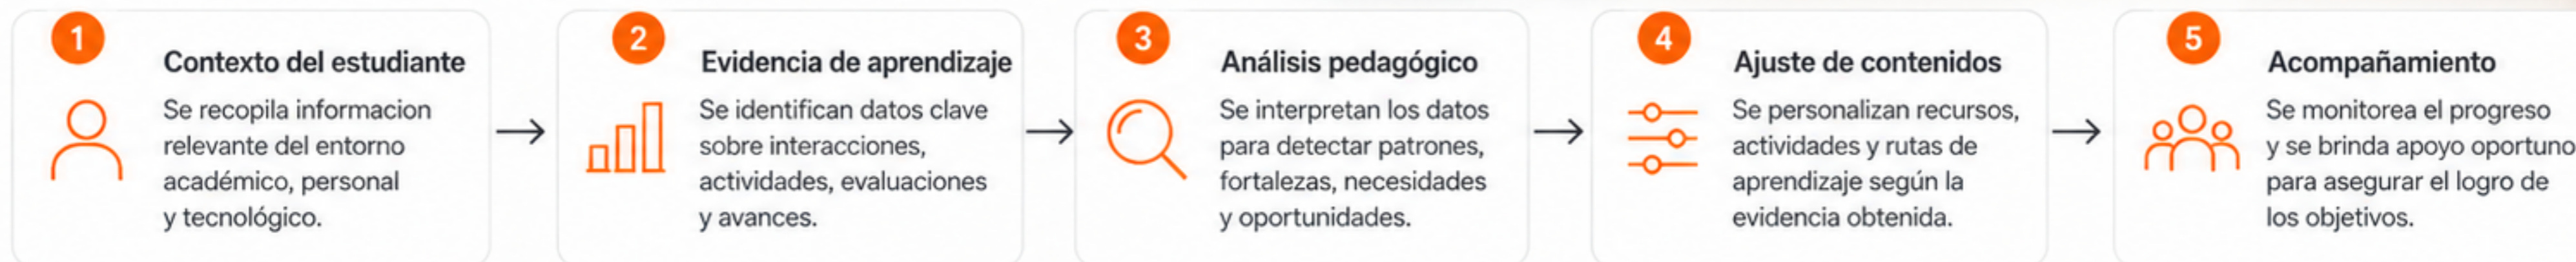 1
Contexto del estudiante
Se recopila informacion
relevante del entorno
académico, personal
y tecnológico.
2
Evidencia de aprendizaje
Se identifican datos clave
sobre interacciones,
actividades, evaluaciones
y avances.
3
Análisis pedagógico
Se interpretan los datos
para detectar patrones,
fortalezas, necesidades
y oportunidades.
4
Ajuste de contenidos
Se personalizan recursos,
actividades y rutas de
aprendizaje según la
evidencia obtenida.
5
Acompañamiento
Se monitorea el progreso
y se brinda apoyo oportuno
para asegurar el logro de
los objetivos.